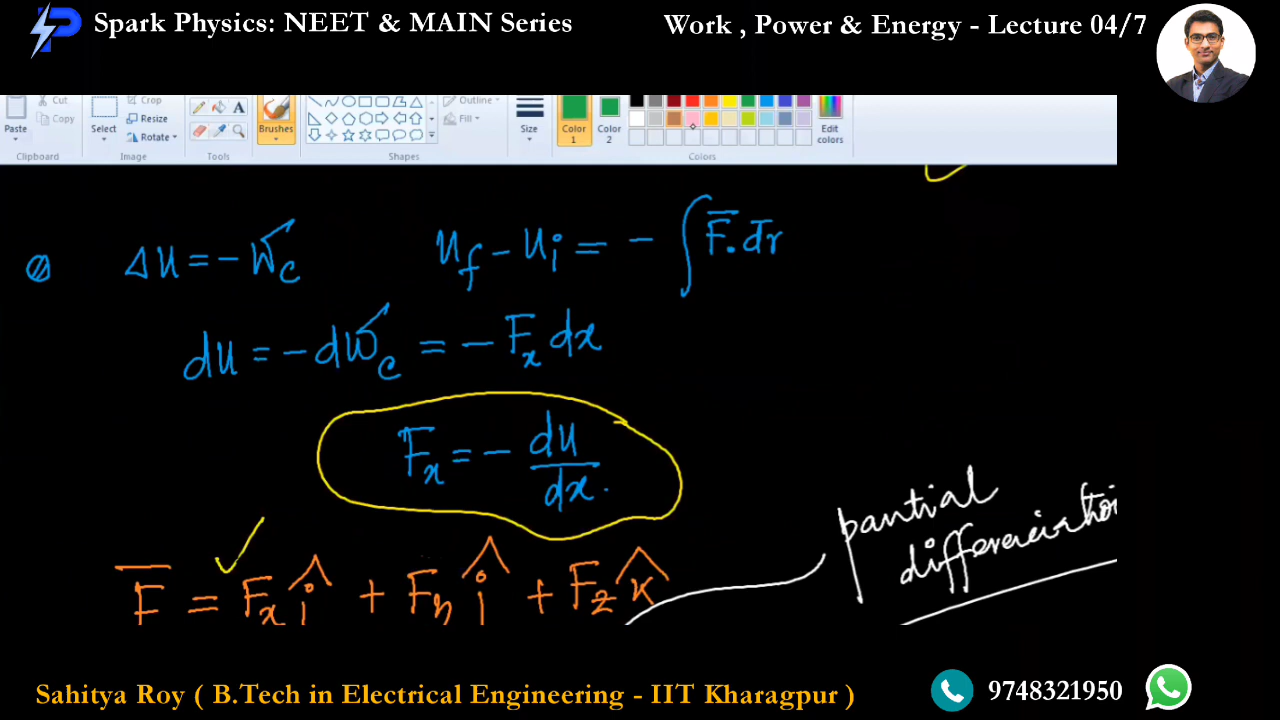 Spark Physics: NEET & MAIN Series
Work , Power & Energy - Lecture 04/7
Paste
Cut
Copy
Clipboard
Select
Crop
Resize
Rotate
Image
A
Tools
Brushes
Outline
Fill
Shapes
Size
Color 1
Color 2
Edit colors
Colors
ΔU = - W_c
U_f - U_i = - ∫ F̄. d̄r
dU = - dW_c = - F_x dx
F_x = - dU/dx.
partial
differenciation
F̄ = F_x î + F_y ĵ + F_z k̂
Sahitya Roy ( B.Tech in Electrical Engineering - IIT Kharagpur )
9748321950